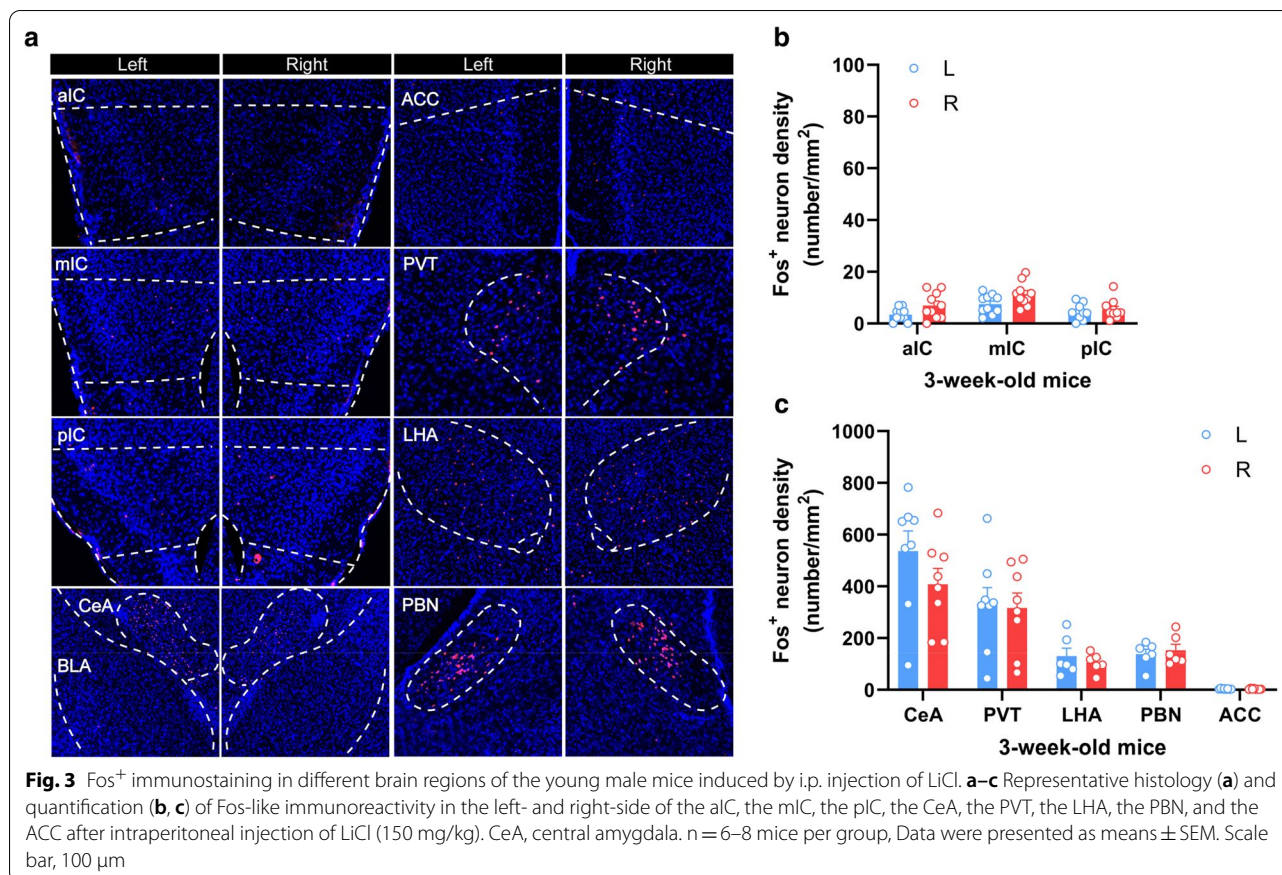 a
Left Right Left Right
aIC ACC
mIC PVT
pIC LHA
CeA PBN
BLA
b
Fos+ neuron density
(number/mm²)
100
80
60
40
20
0
L
R
aIC mIC pIC
3-week-old mice
c
Fos+ neuron density
(number/mm²)
1000
800
600
400
200
0
L
R
CeA PVT LHA PBN ACC
3-week-old mice
Fig. 3 Fos+ immunostaining in different brain regions of the young male mice induced by i.p. injection of LiCl. a–c Representative histology (a) and
quantification (b, c) of Fos-like immunoreactivity in the left- and right-side of the aIC, the mIC, the pIC, the CeA, the PVT, the LHA, the PBN, and the
ACC after intraperitoneal injection of LiCl (150 mg/kg). CeA, central amygdala. n = 6–8 mice per group, Data were presented as means ± SEM. Scale
bar, 100 µm